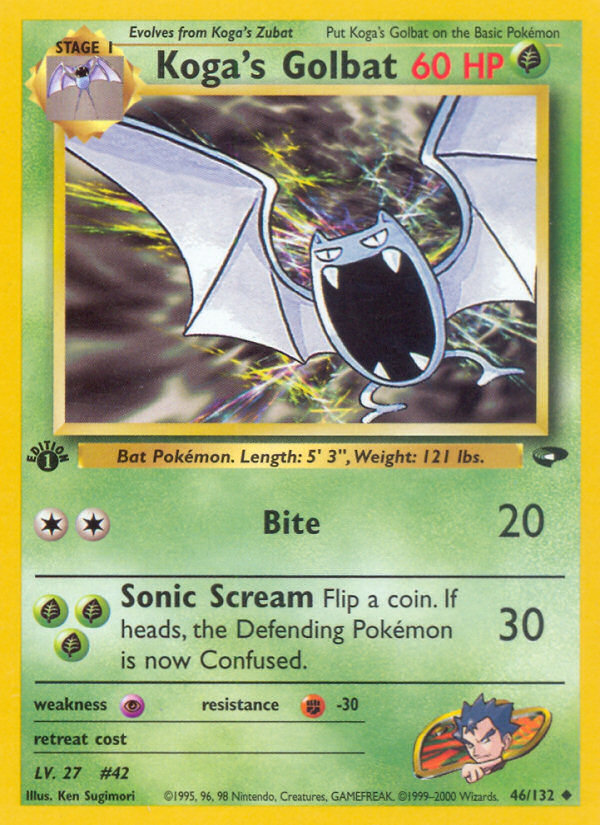 Evolves from Koga's Zubat Put Koga's Golbat on the Basic Pokémon
STAGE 1
Koga's Golbat 60 HP
EDITION
1
Bat Pokémon. Length: 5' 3", Weight: 121 lbs.
Bite 20
Sonic Scream Flip a coin. If
heads, the Defending Pokémon
is now Confused.
30
weakness resistance -30
retreat cost
LV. 27 #42
Illus. Ken Sugimori ©1995, 96, 98 Nintendo, Creatures, GAMEFREAK. ©1999-2000 Wizards. 46/132 ◆